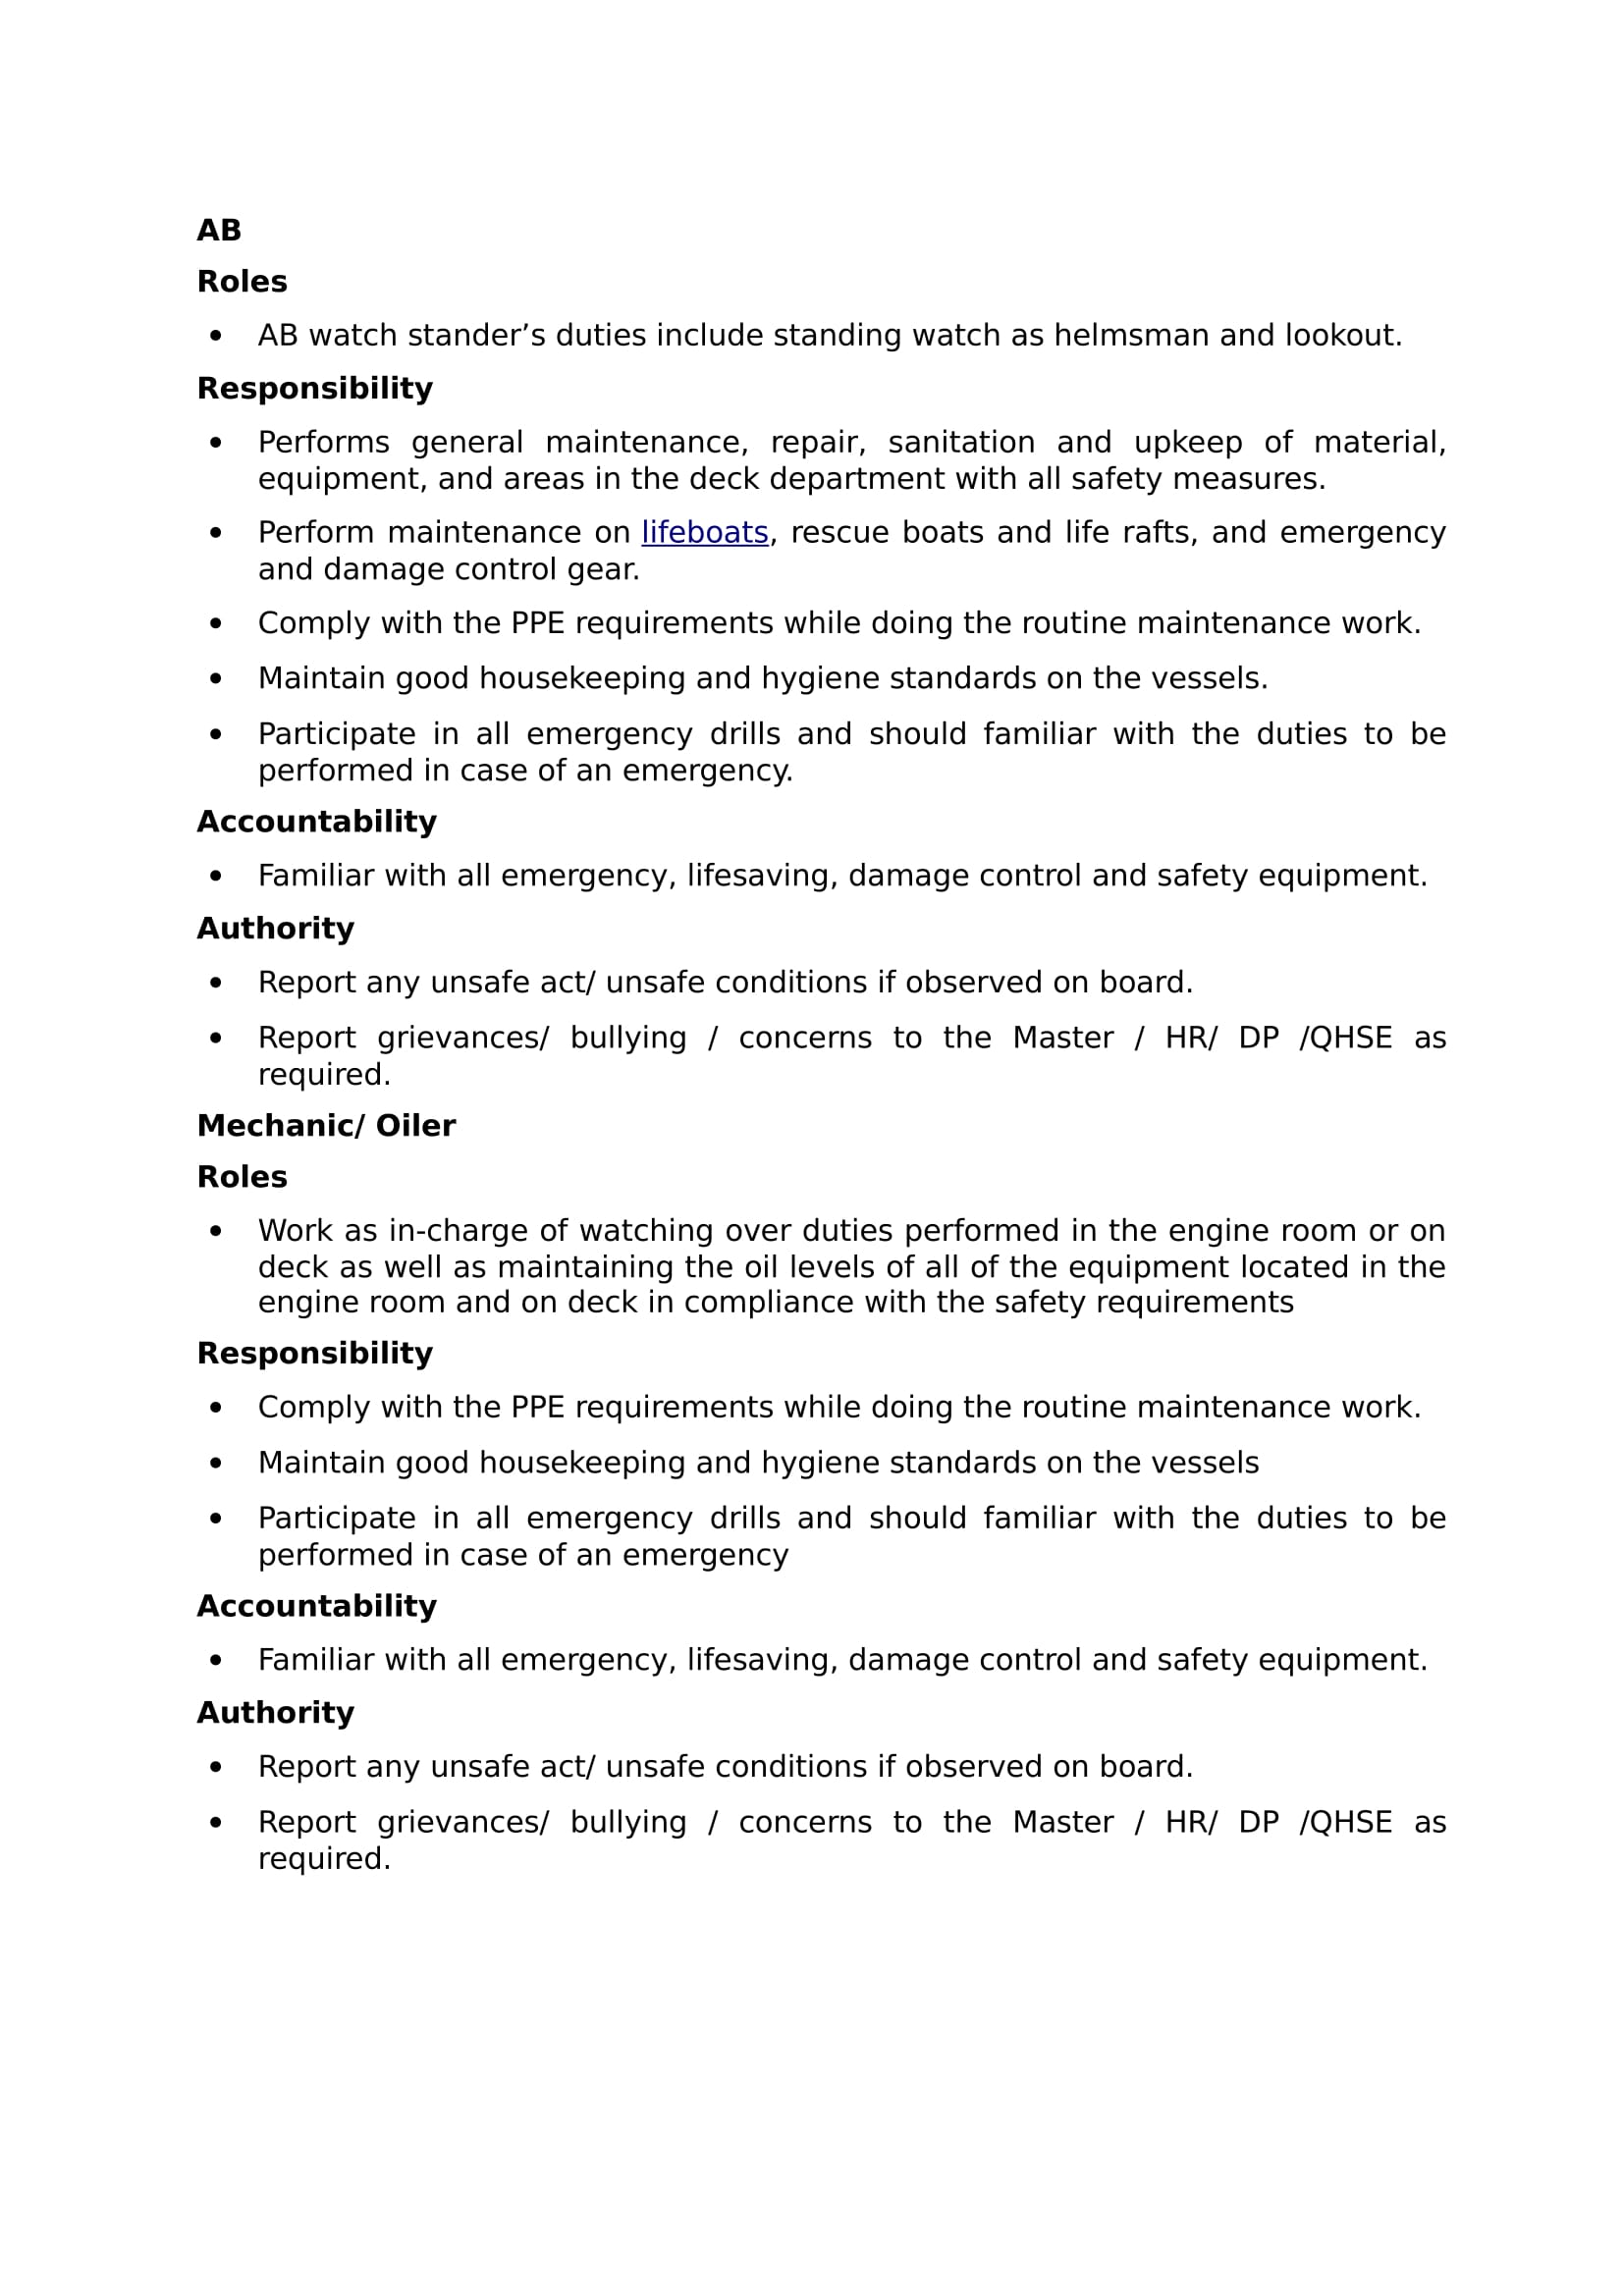 AB
Roles
• AB watch stander’s duties include standing watch as helmsman and lookout.
Responsibility
• Performs general maintenance, repair, sanitation and upkeep of material,
equipment, and areas in the deck department with all safety measures.
• Perform maintenance on lifeboats, rescue boats and life rafts, and emergency
and damage control gear.
• Comply with the PPE requirements while doing the routine maintenance work.
• Maintain good housekeeping and hygiene standards on the vessels.
• Participate in all emergency drills and should familiar with the duties to be
performed in case of an emergency.
Accountability
• Familiar with all emergency, lifesaving, damage control and safety equipment.
Authority
• Report any unsafe act/ unsafe conditions if observed on board.
• Report grievances/ bullying / concerns to the Master / HR/ DP /QHSE as
required.
Mechanic/ Oiler
Roles
• Work as in-charge of watching over duties performed in the engine room or on
deck as well as maintaining the oil levels of all of the equipment located in the
engine room and on deck in compliance with the safety requirements
Responsibility
• Comply with the PPE requirements while doing the routine maintenance work.
• Maintain good housekeeping and hygiene standards on the vessels
• Participate in all emergency drills and should familiar with the duties to be
performed in case of an emergency
Accountability
• Familiar with all emergency, lifesaving, damage control and safety equipment.
Authority
• Report any unsafe act/ unsafe conditions if observed on board.
• Report grievances/ bullying / concerns to the Master / HR/ DP /QHSE as
required.